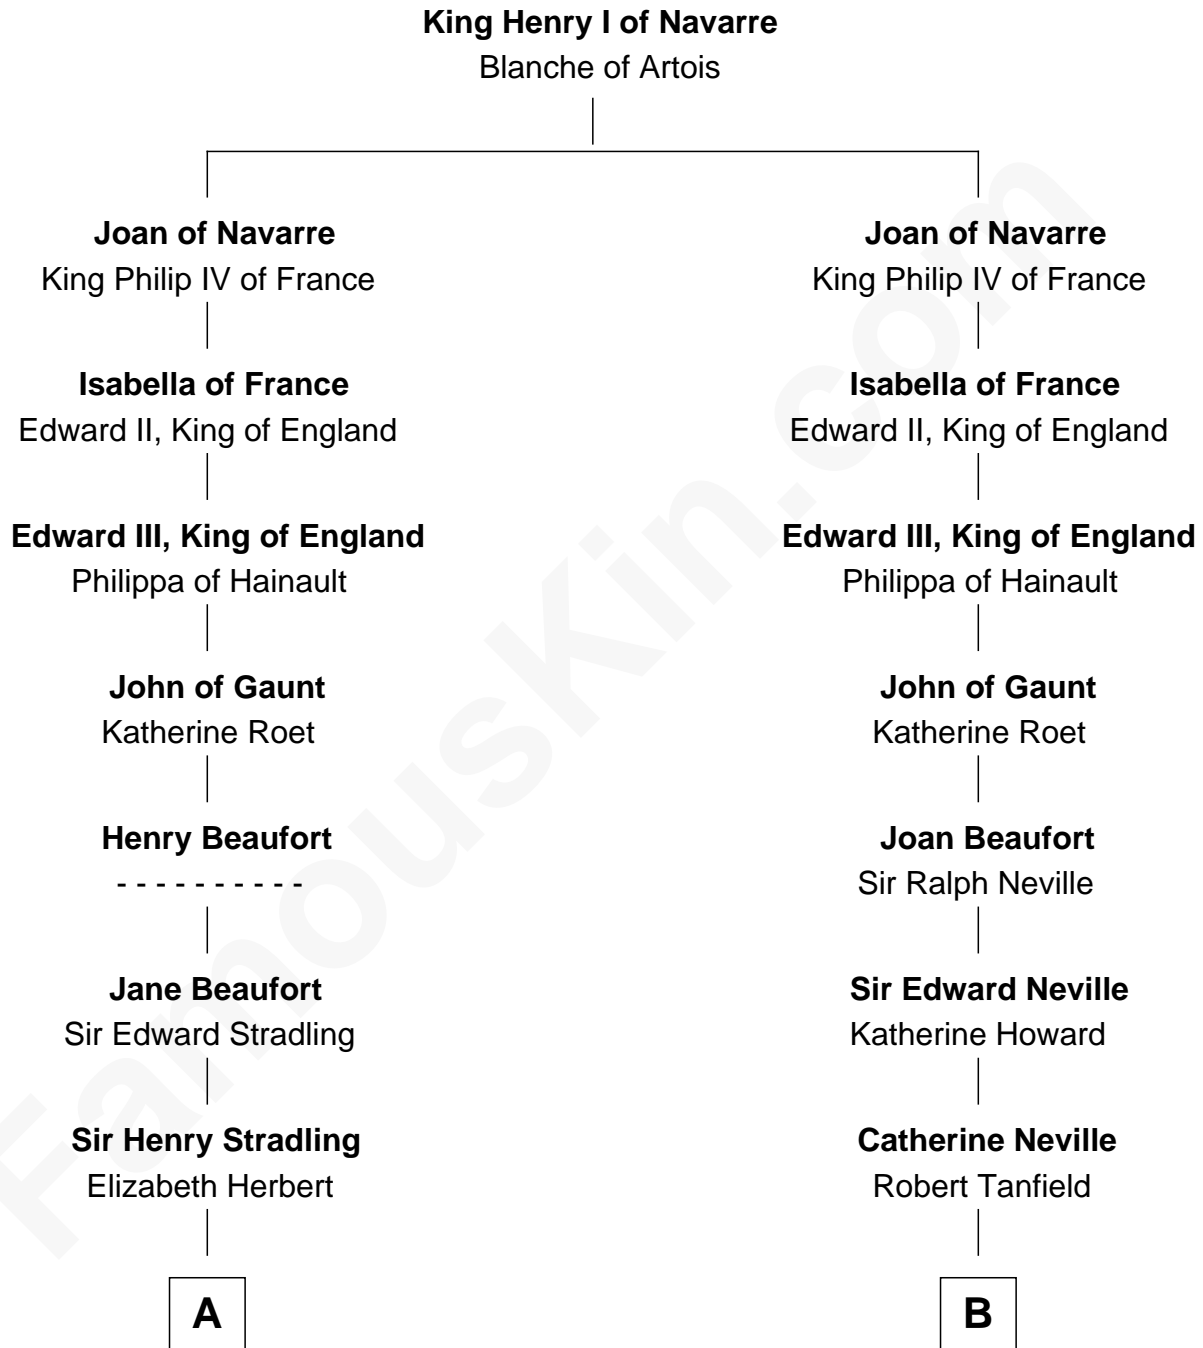 King Henry I of Navarre
Blanche of Artois
Joan of Navarre
King Philip IV of France
Isabella of France
Edward II, King of England
Edward III, King of England
Philippa of Hainault
John of Gaunt
Katherine Roet
Henry Beaufort
- - - - - - - - - -
Jane Beaufort
Sir Edward Stradling
Sir Henry Stradling
Elizabeth Herbert
A
Joan of Navarre
King Philip IV of France
Isabella of France
Edward II, King of England
Edward III, King of England
Philippa of Hainault
John of Gaunt
Katherine Roet
Joan Beaufort
Sir Ralph Neville
Sir Edward Neville
Katherine Howard
Catherine Neville
Robert Tanfield
B
FamousKin.com